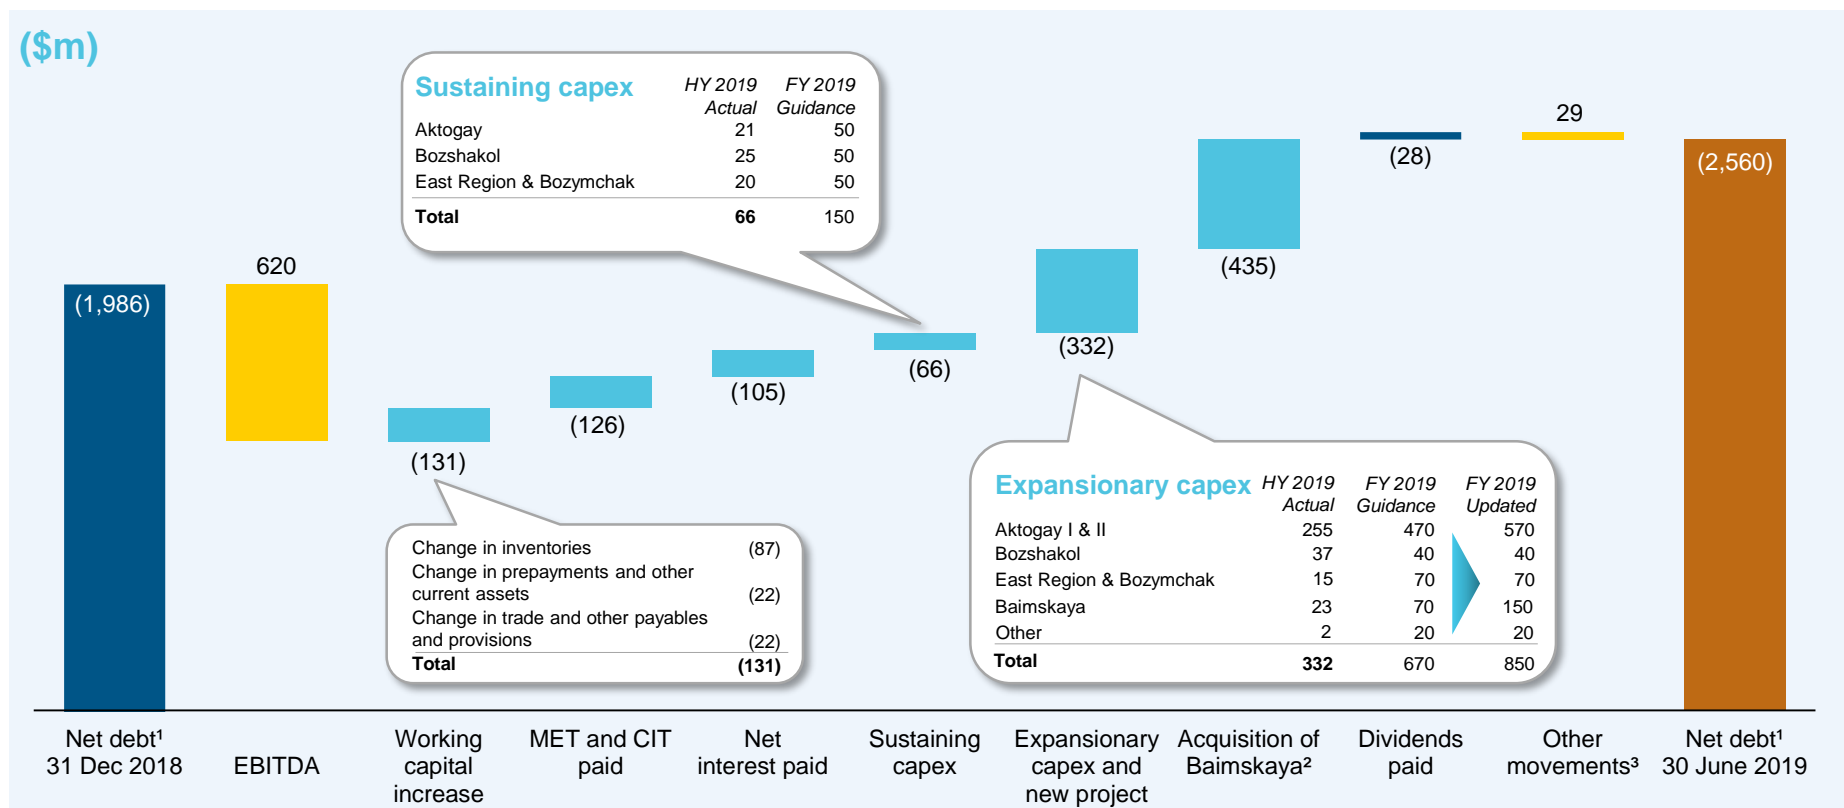 ($m)
Sustaining capex HY 2019 FY 2019
Actual Guidance
Aktogay 21 50
Bozshakol 25 50
East Region & Bozymchak 20 50
Total 66 150
29
(28)
(2,560)
620
(435)
(1,986)
(332)
(66)
(105)
(126)
(131)
Expansionary capex HY 2019 FY 2019 FY 2019
Actual Guidance Updated
Aktogay I & II 255 470 570
Bozshakol 37 40 40
East Region & Bozymchak 15 70 70
Baimskaya 23 70 150
Other 2 20 20
Total 332 670 850
Change in inventories (87)
Change in prepayments and other
current assets (22)
Change in trade and other payables
and provisions (22)
Total (131)
Net debt¹
31 Dec 2018
EBITDA
Working
capital
increase
MET and CIT
paid
Net
interest paid
Sustaining
capex
Expansionary
capex and
new project
Acquisition of
Baimskaya²
Dividends
paid
Other
movements³
Net debt¹
30 June 2019